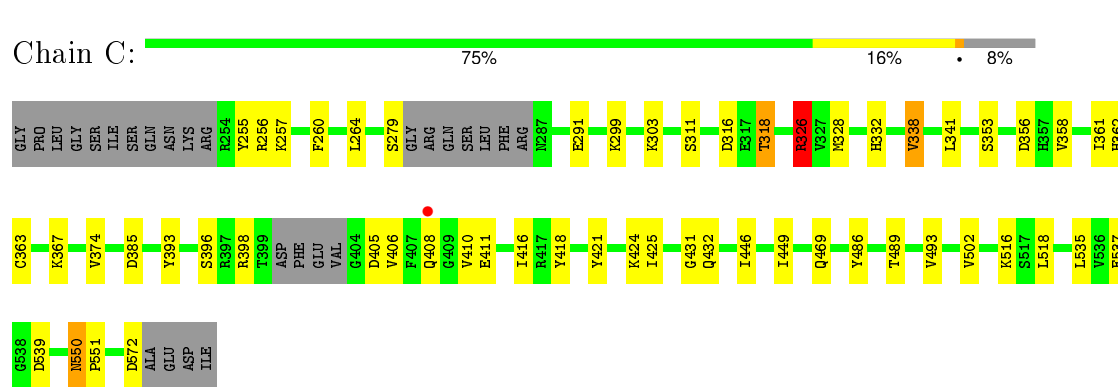 Chain C:
75% 16% • 8%
GLY PRO LEU GLY SER ILE SER GLN ASN LYS ARG R254 Y255 R256 K257 F260 L264 S279 GLY ARG GLN SER LEU PHE ARG N287 E291 K299 K303 S311 D316 E317 T318 R326 V327 M328 H332 V338 L341 S353 D356 H357 V358 I361 H362
C363 K367 V374 D385 Y393 S396 R397 R398 T399 ASP PHE GLU VAL G404 D405 V406 F407 Q408 G409 V410 E411 I416 R417 Y418 Y421 K424 I425 G431 Q432 I446 I449 Q469 Y486 T489 V493 V502 K516 S517 L518 L535 V536 E537
G538 D539 N550 P551 D572 ALA GLU ASP ILE